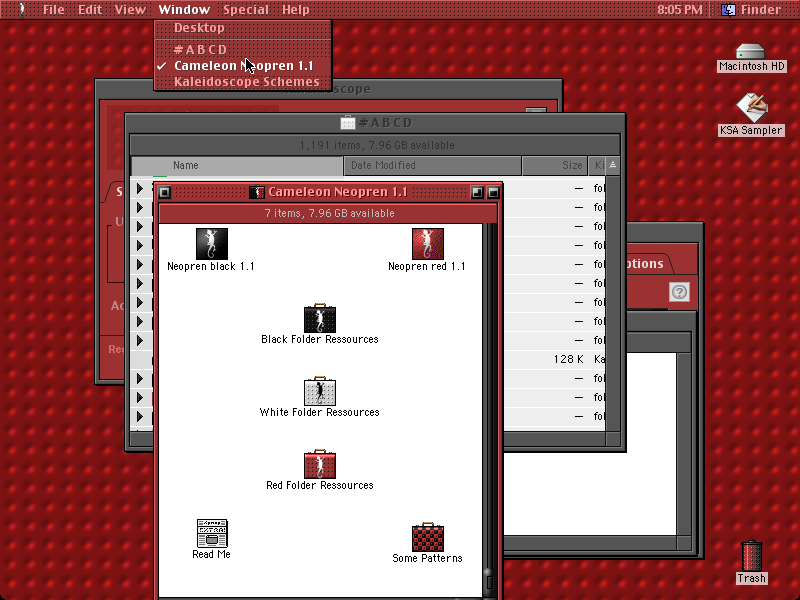 File Edit View Window Special Help 8:05 PM Finder
Desktop
#ABCD
✓ Cameleon Neopren 1.1
Kaleidoscope Schemes
Macintosh HD
KSA Sampler
#ABCD
1,191 items, 7.96 GB available
Name Date Modified Size Ki
Cameleon Neopren 1.1
7 items, 7.96 GB available
Neopren black 1.1 Neopren red 1.1
Black Folder Ressources
White Folder Ressources
Red Folder Ressources
Read Me Some Patterns
fol
fol
fol
fol
fol
fol
fol
fol
fol
128 K Ka
fol
fol
fol
ptions
Trash